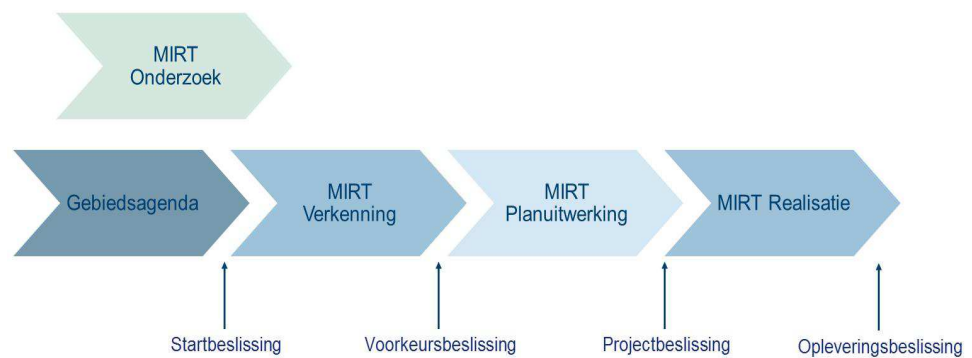 MIRT
Onderzoek
Gebiedsagenda
MIRT
Verkenning
MIRT
Planuitwerking
MIRT Realisatie
Startbeslissing
Voorkeursbeslissing
Projectbeslissing
Opleveringsbeslissing